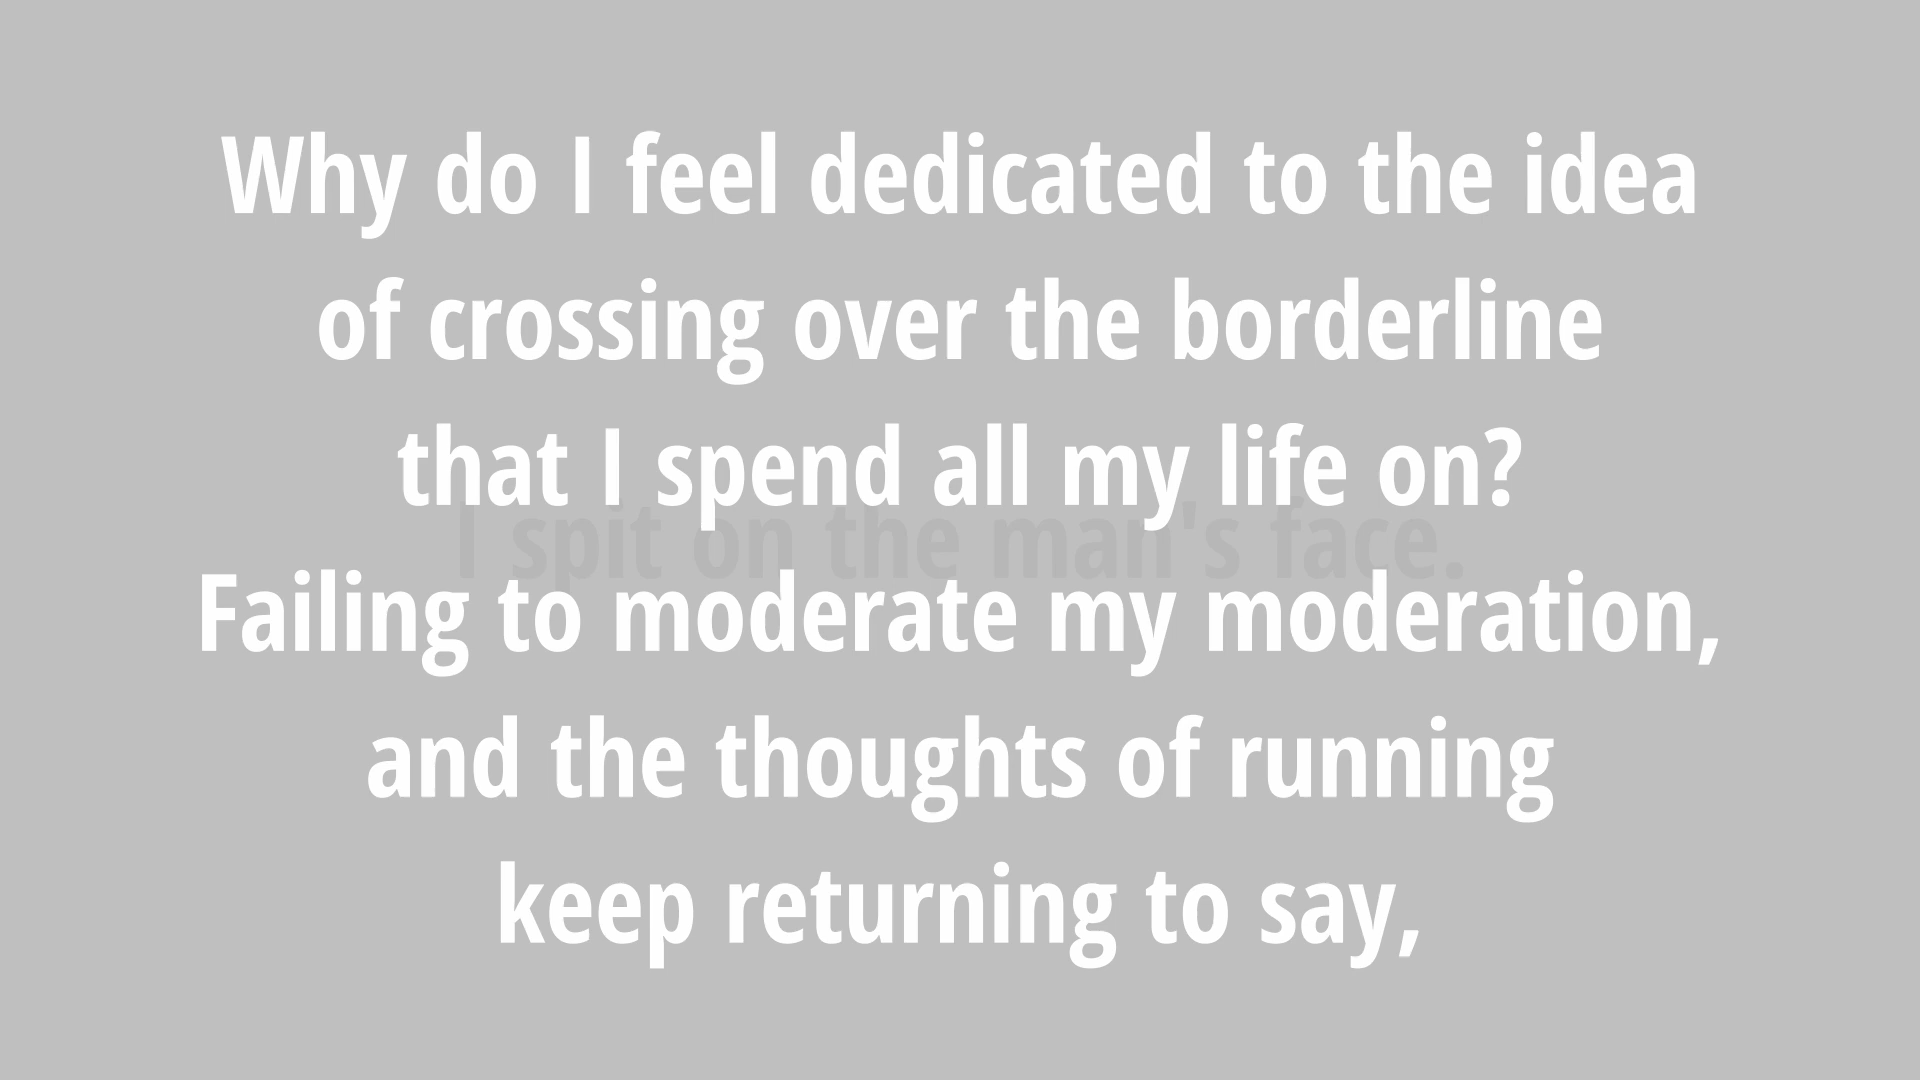 Why do I feel dedicated to the idea
of crossing over the borderline
that I spend all my life on?
I spit on the man's face.
Failing to moderate my moderation,
and the thoughts of running
keep returning to say,